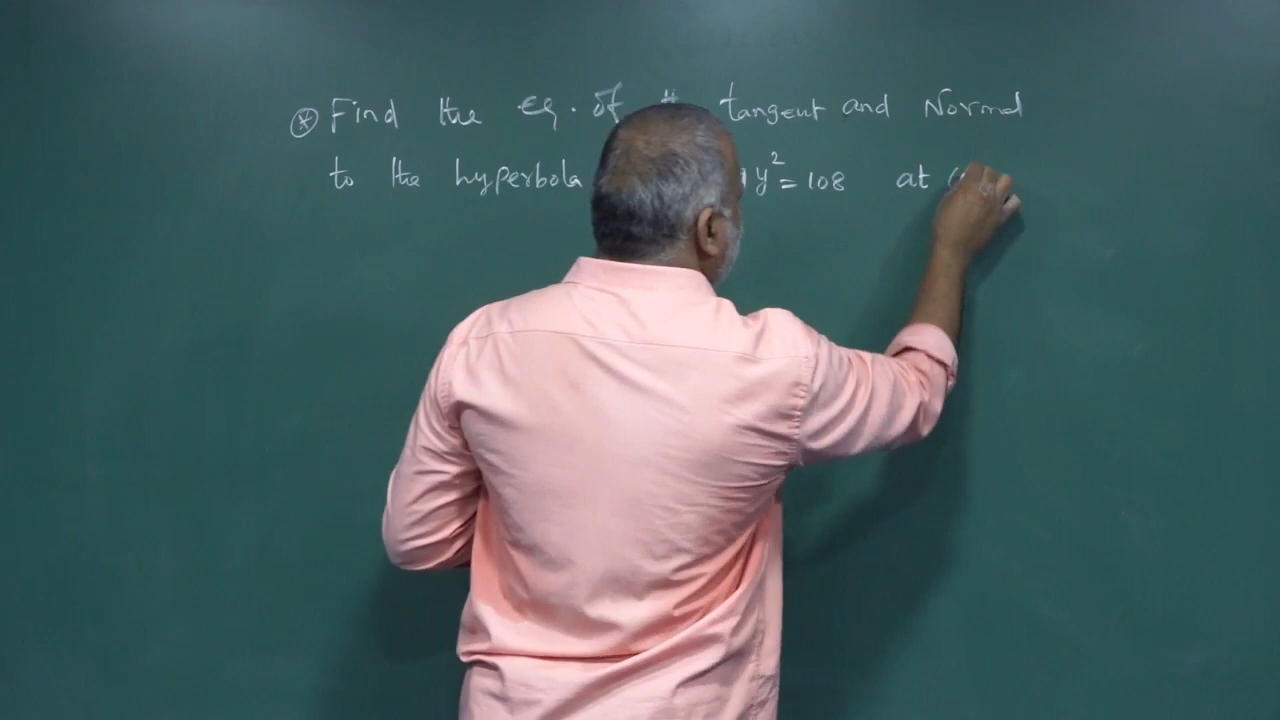 * Find the Eq. of tangent and Normal
to the hyperbola y²=108 at (